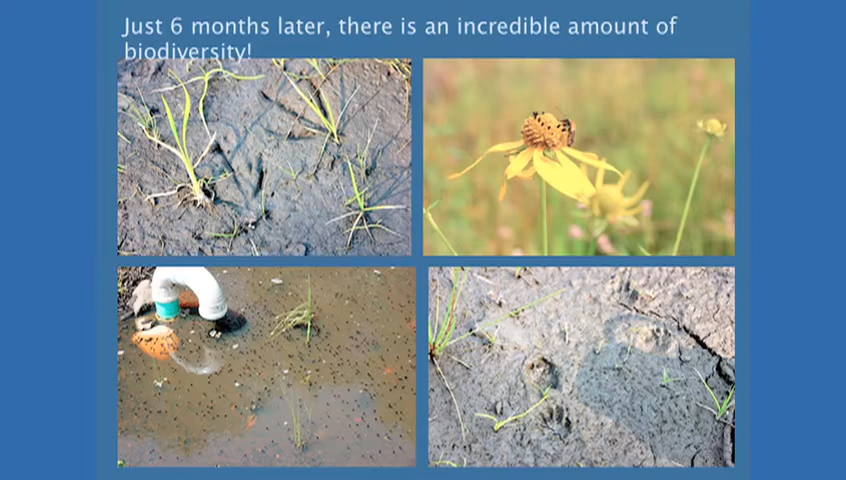 Just 6 months later, there is an incredible amount of
biodiversity!